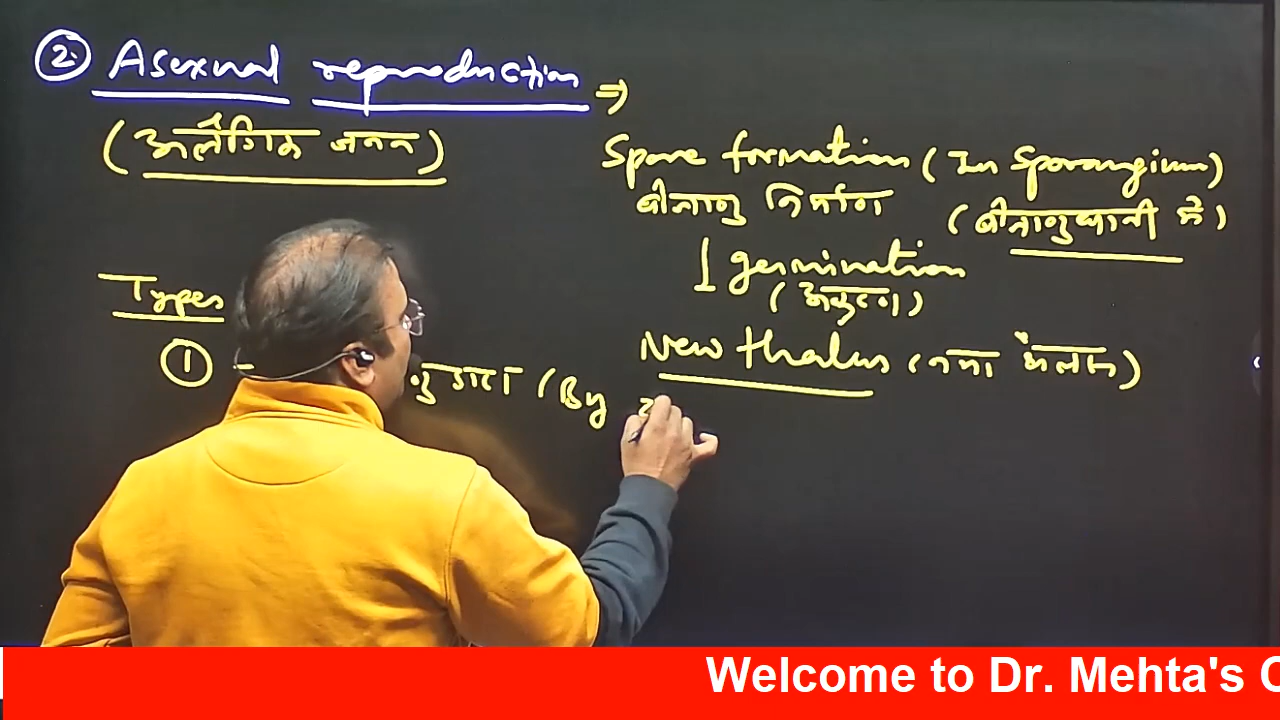 ② Asexual reproduction ⇒
(अलैंगिक जनन)
Spore formation (In Sporangium)
बीजाणु निर्माण (बीजाणुधानी में)
↓ germination
(अंकुरण)
New thallus (नया थैलस)
Types
① -
द्वारा (By
Welcome to Dr. Mehta's C